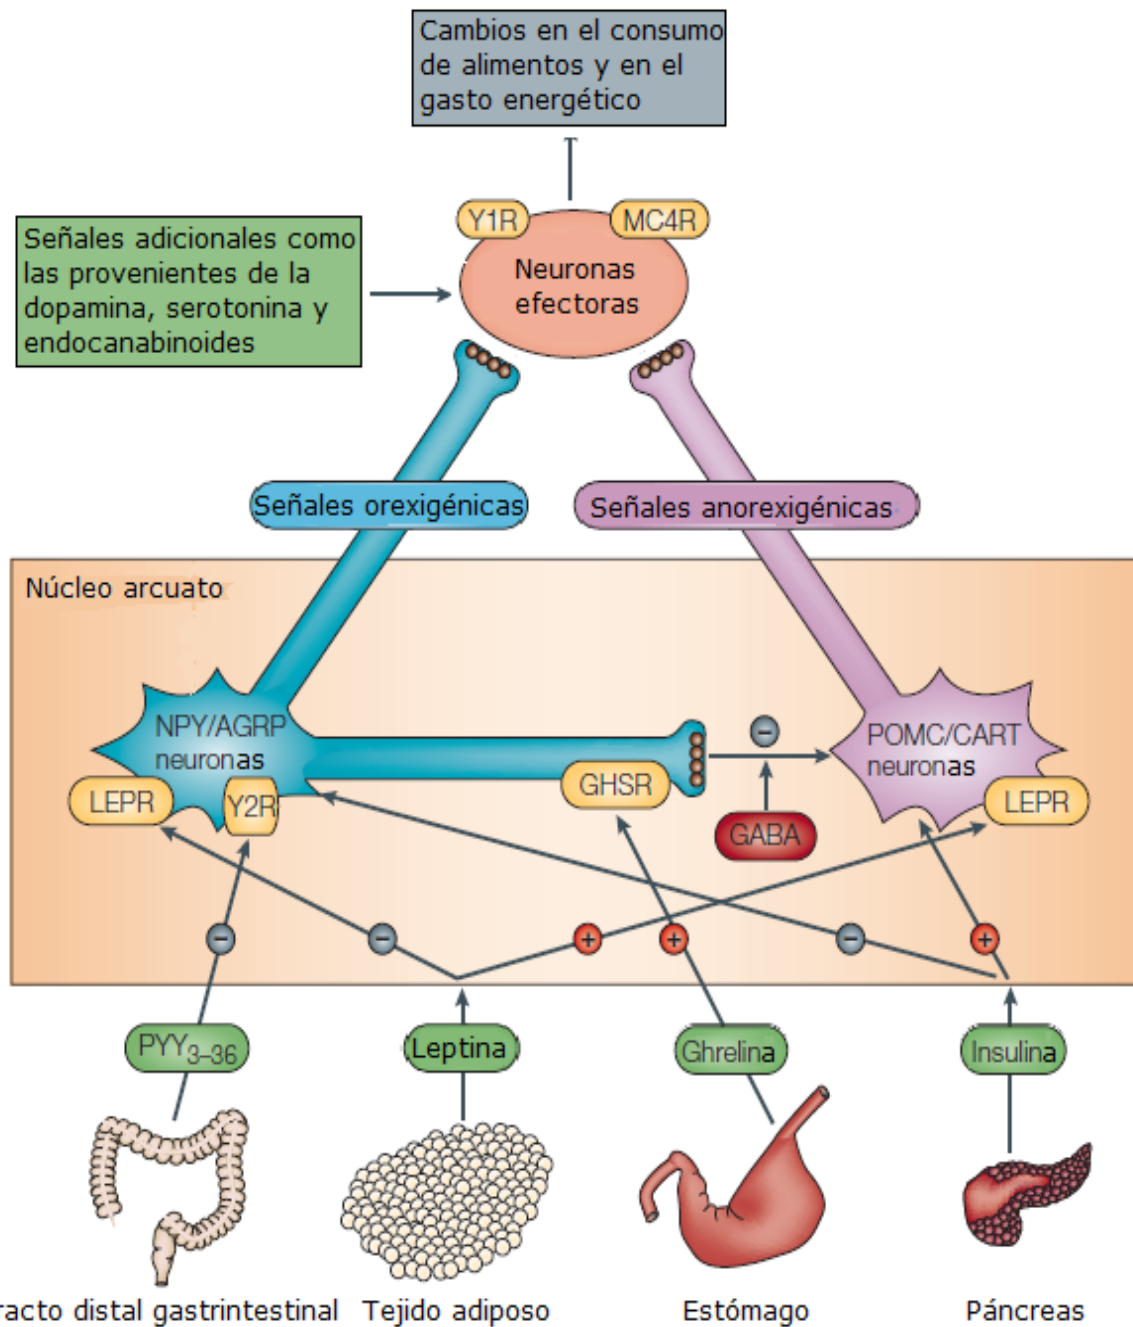 Cambios en el consumo
de alimentos y en el
gasto energético
Y1R
MC4R
Señales adicionales como
las provenientes de la
dopamina, serotonina y
endocanabinoides
Neuronas
efectoras
Señales orexigénicas
Señales anorexigénicas
Núcleo arcuato
NPY/AGRP
neuronas
POMC/CART
neuronas
LEPR
Y2R
GHSR
GABA
LEPR
−
−
−
+
+
−
+
PYY3–36
Leptina
Ghrelina
Insulina
racto distal gastrintestinal
Tejido adiposo
Estómago
Páncreas